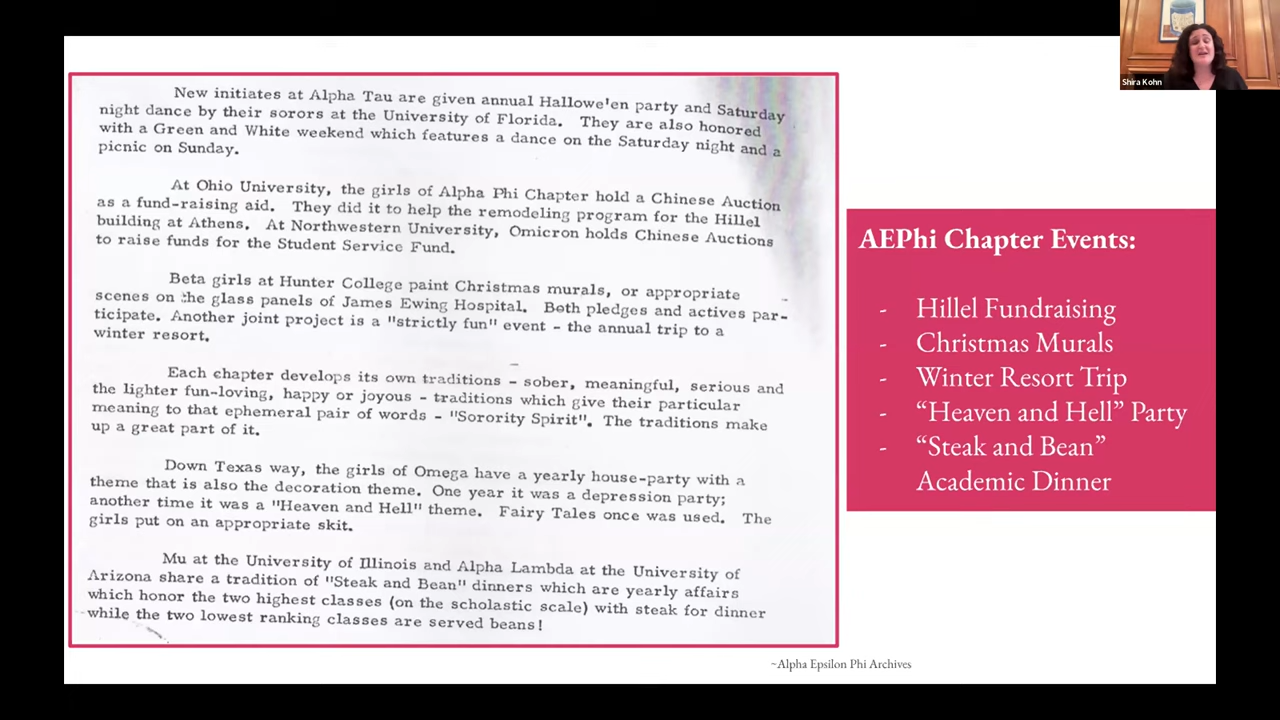 New initiates at Alpha Tau are given annual Hallowe'en party and Saturday
night dance by their sorors at the University of Florida. They are also honored
with a Green and White weekend which features a dance on the Saturday night and a
picnic on Sunday.
At Ohio University, the girls of Alpha Phi Chapter hold a Chinese Auction
as a fund-raising aid. They did it to help the remodeling program for the Hillel
building at Athens. At Northwestern University, Omicron holds Chinese Auctions
to raise funds for the Student Service Fund.
Beta girls at Hunter College paint Christmas murals, or appropriate
scenes on the glass panels of James Ewing Hospital. Both pledges and actives par-
ticipate. Another joint project is a "strictly fun" event - the annual trip to a
winter resort.
Each chapter develops its own traditions - sober, meaningful, serious and
the lighter fun-loving, happy or joyous - traditions which give their particular
meaning to that ephemeral pair of words - "Sorority Spirit". The traditions make
up a great part of it.
Down Texas way, the girls of Omega have a yearly house-party with a
theme that is also the decoration theme. One year it was a depression party;
another time it was a "Heaven and Hell" theme. Fairy Tales once was used. The
girls put on an appropriate skit.
Mu at the University of Illinois and Alpha Lambda at the University of
Arizona share a tradition of "Steak and Bean" dinners which are yearly affairs
which honor the two highest classes (on the scholastic scale) with steak for dinner
while the two lowest ranking classes are served beans!
AEPhi Chapter Events:
- Hillel Fundraising
- Christmas Murals
- Winter Resort Trip
- “Heaven and Hell” Party
- “Steak and Bean”
Academic Dinner
~Alpha Epsilon Phi Archives
Shira Kohn